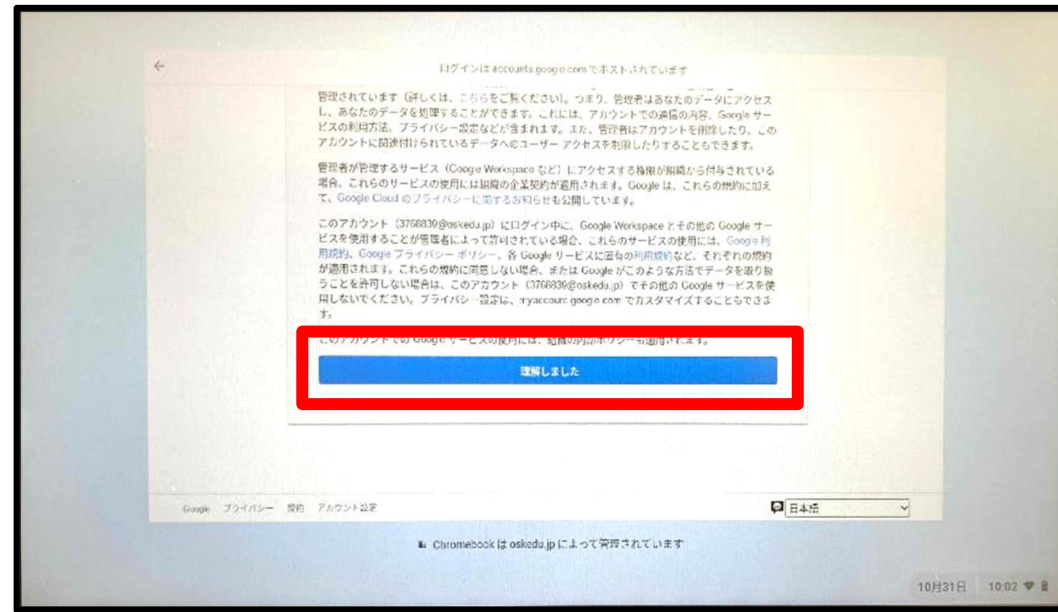 ログインは accounts.google.com でホストされています
管理されています（詳しくは、こちらをご覧ください）。つまり、管理者はあなたのデータにアクセス
し、あなたのデータを処理することができます。これには、アカウントでの通信の内容、Google サー
ビスの利用方法、プライバシー設定などが含まれます。また、管理者はアカウントを削除したり、この
アカウントに関連付けられているデータへのユーザー アクセスを制限したりすることもできます。
管理者が管理するサービス（Google Workspace など）にアクセスする権限が組織から付与されている
場合、これらのサービスの使用には組織の企業契約が適用されます。Google は、これらの規約に加え
て、Google Cloud のプライバシーに関するお知らせも公開しています。
このアカウント（3768839@oskedu.jp）にログイン中に、Google Workspace とその他の Google サー
ビスを使用することが管理者によって許可されている場合、これらのサービスの使用には、Google 利
用規約、Google プライバシー ポリシー、各 Google サービスに固有の利用規約など、それぞれの規約
が適用されます。これらの規約に同意しない場合、または Google がこのような方法でデータを取り扱
うことを許可しない場合は、このアカウント（3768839@oskedu.jp）でその他の Google サービスを使
用しないでください。プライバシー設定は、myaccount.google.com でカスタマイズすることもできま
す。
このアカウントでの Google サービスの使用には、組織の内部ポリシーも適用されます。
理解しました
Google プライバシー 規約 アカウント設定
日本語
Chromebook は oskedu.jp によって管理されています
10月31日 10:02